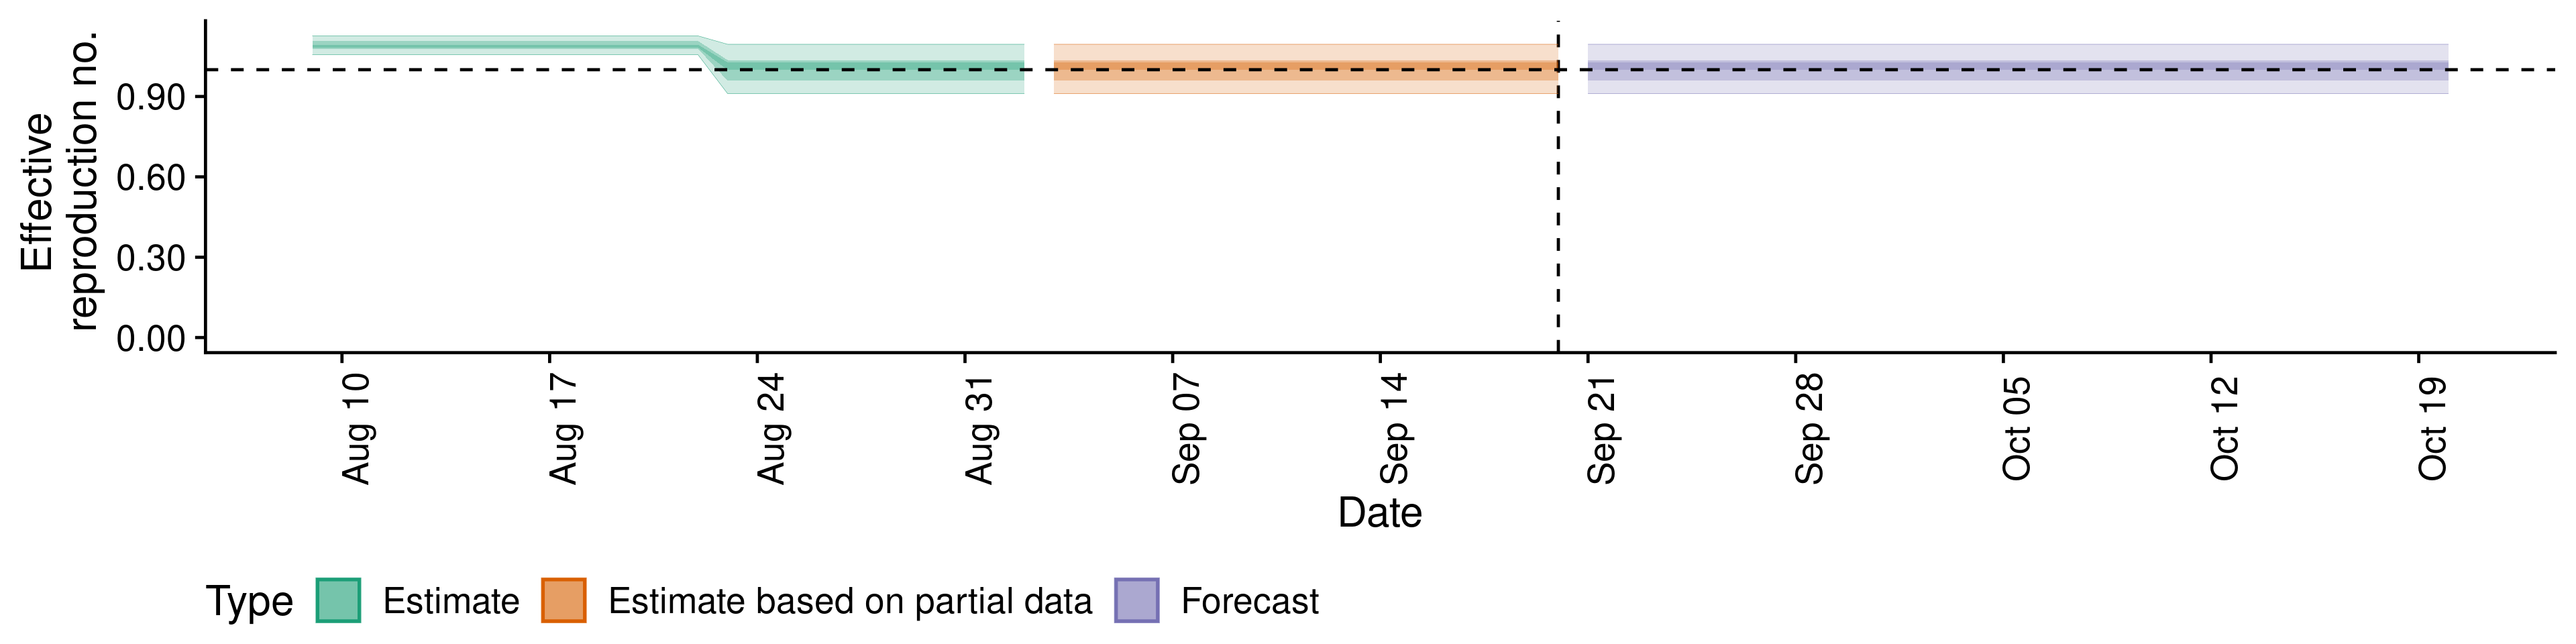 Effective
reproduction no.
0.90
0.60
0.30
0.00
Aug 10
Aug 17
Aug 24
Aug 31
Sep 07
Sep 14
Sep 21
Sep 28
Oct 05
Oct 12
Oct 19
Date
Type Estimate Estimate based on partial data Forecast